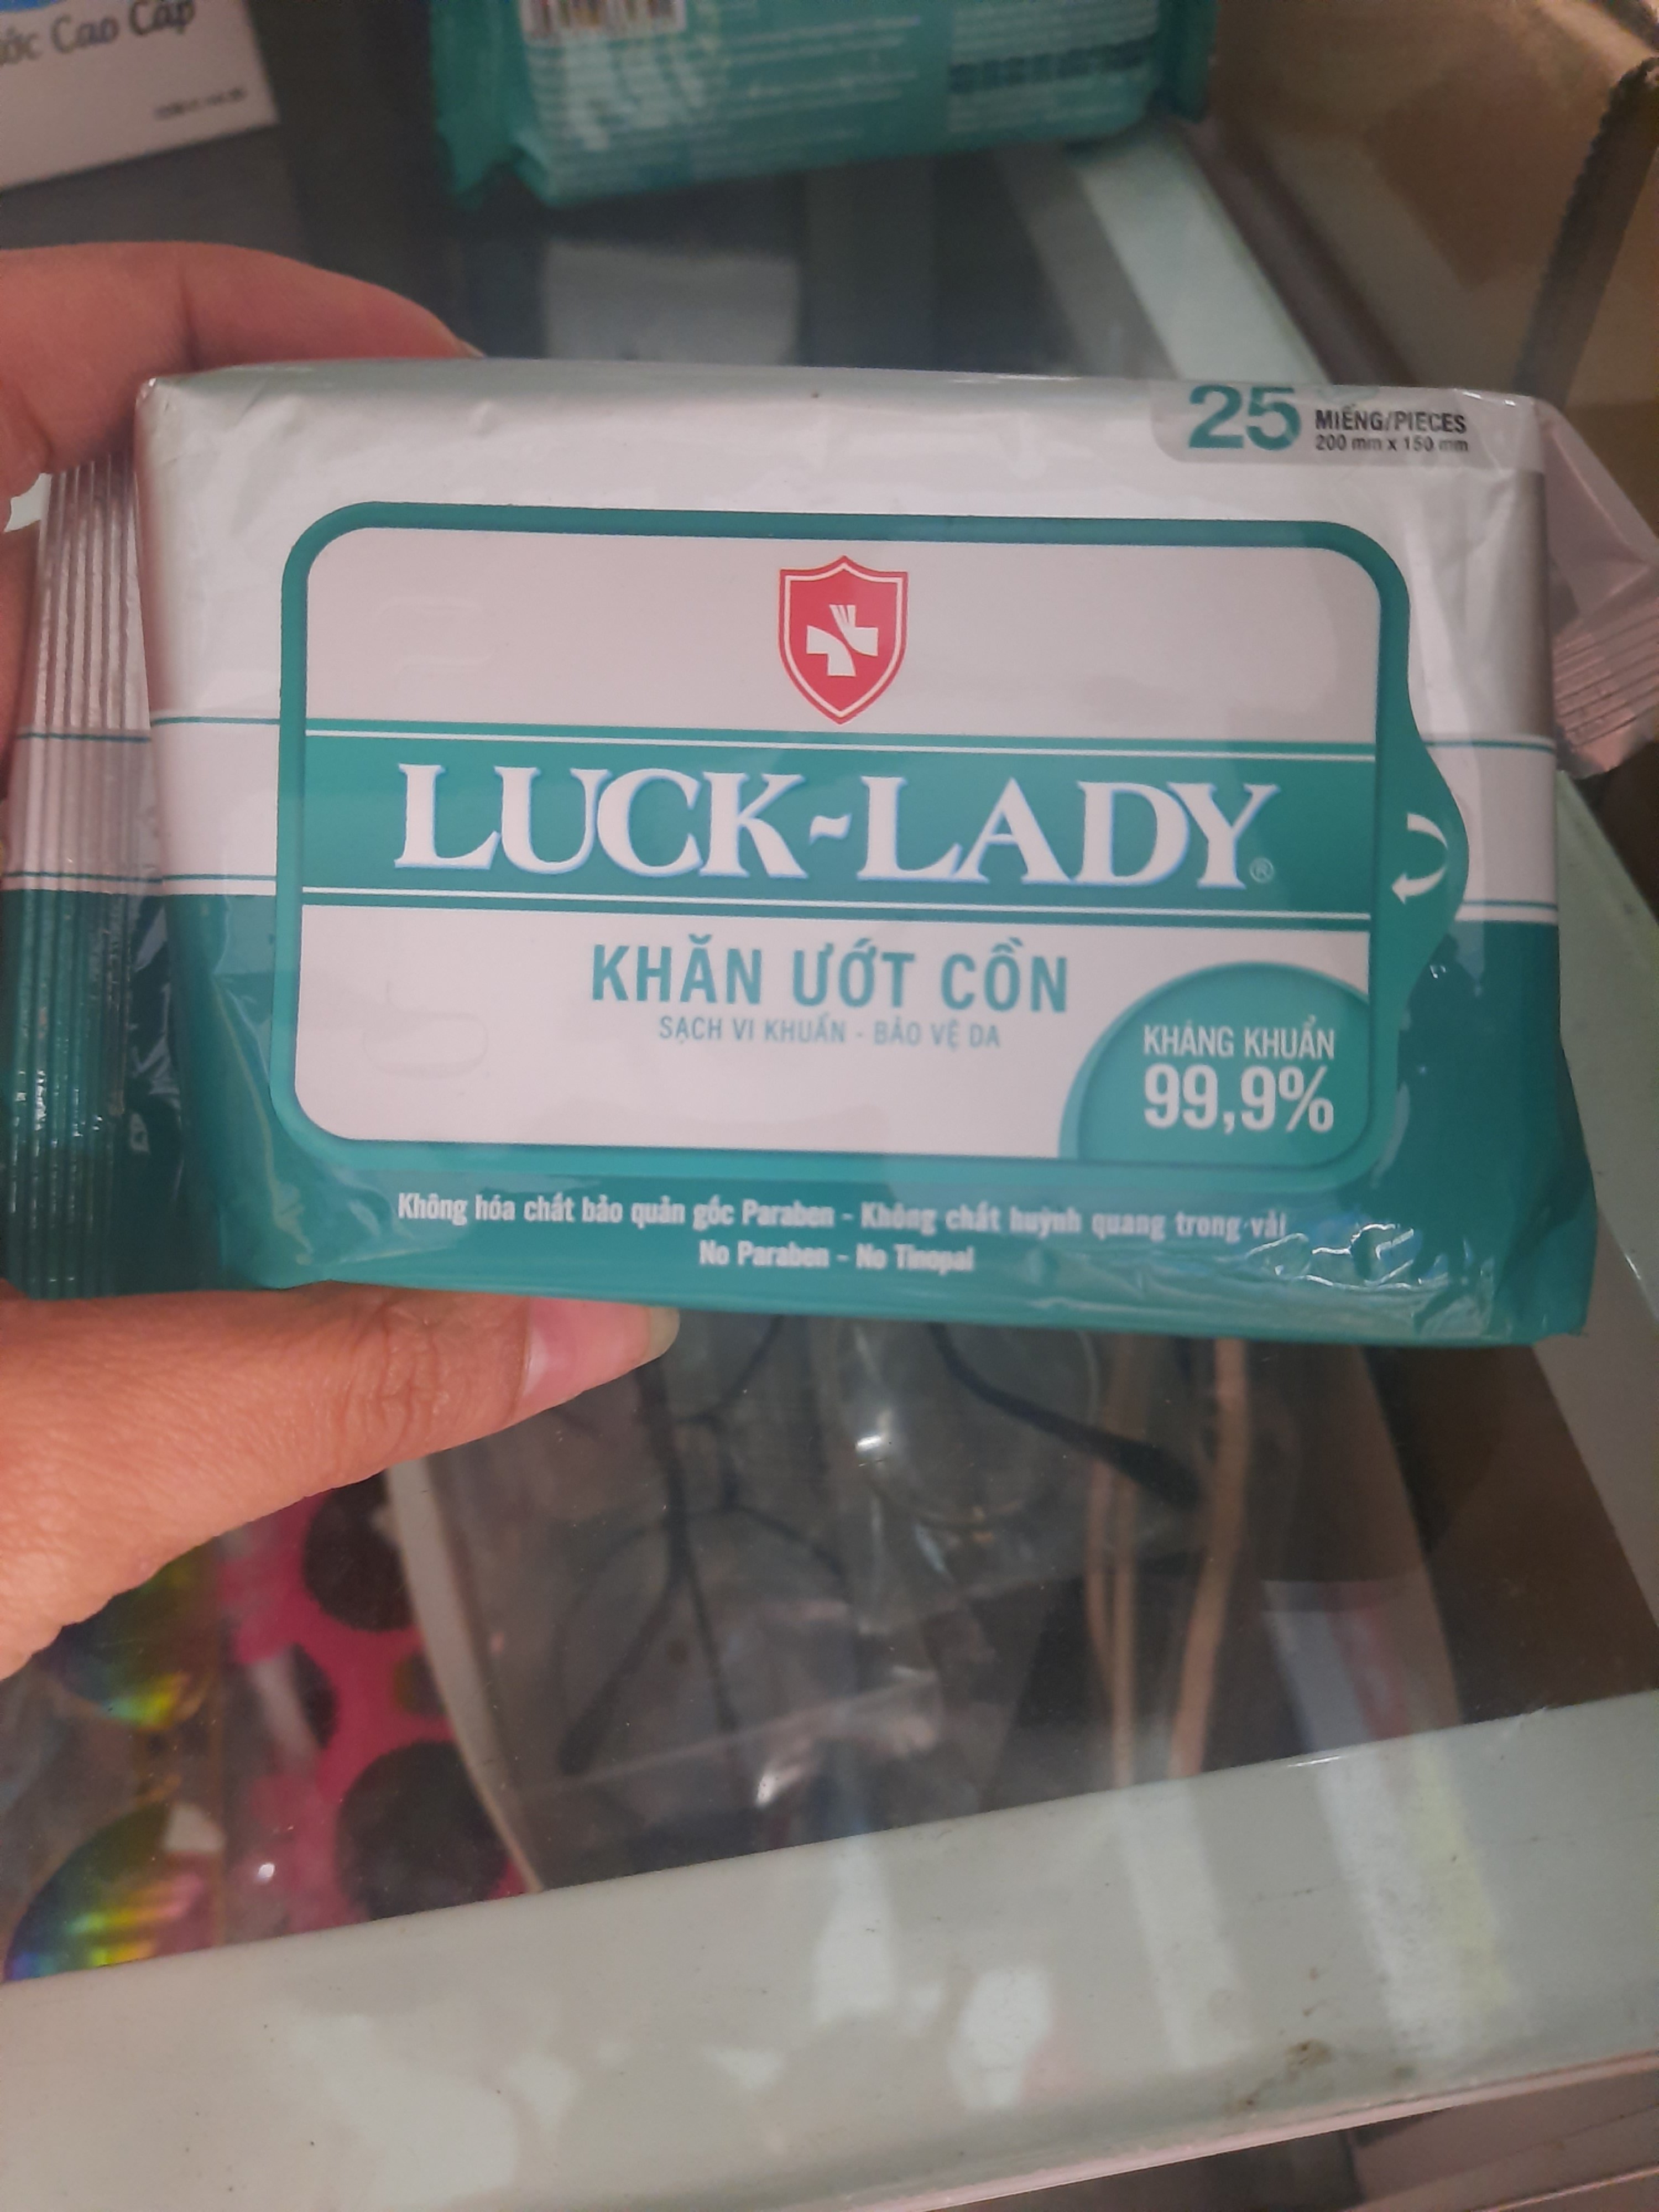 Cao Cấp
25 MIẾNG/PIECES
200 mm x 150 mm
LUCK~LADY®
KHĂN ƯỚT CỒN
SẠCH VI KHUẨN - BẢO VỆ DA
KHÁNG KHUẨN
99,9%
Không hóa chất bảo quản gốc Paraben - Không chất huỳnh quang trong vải
No Paraben - No Tinopal